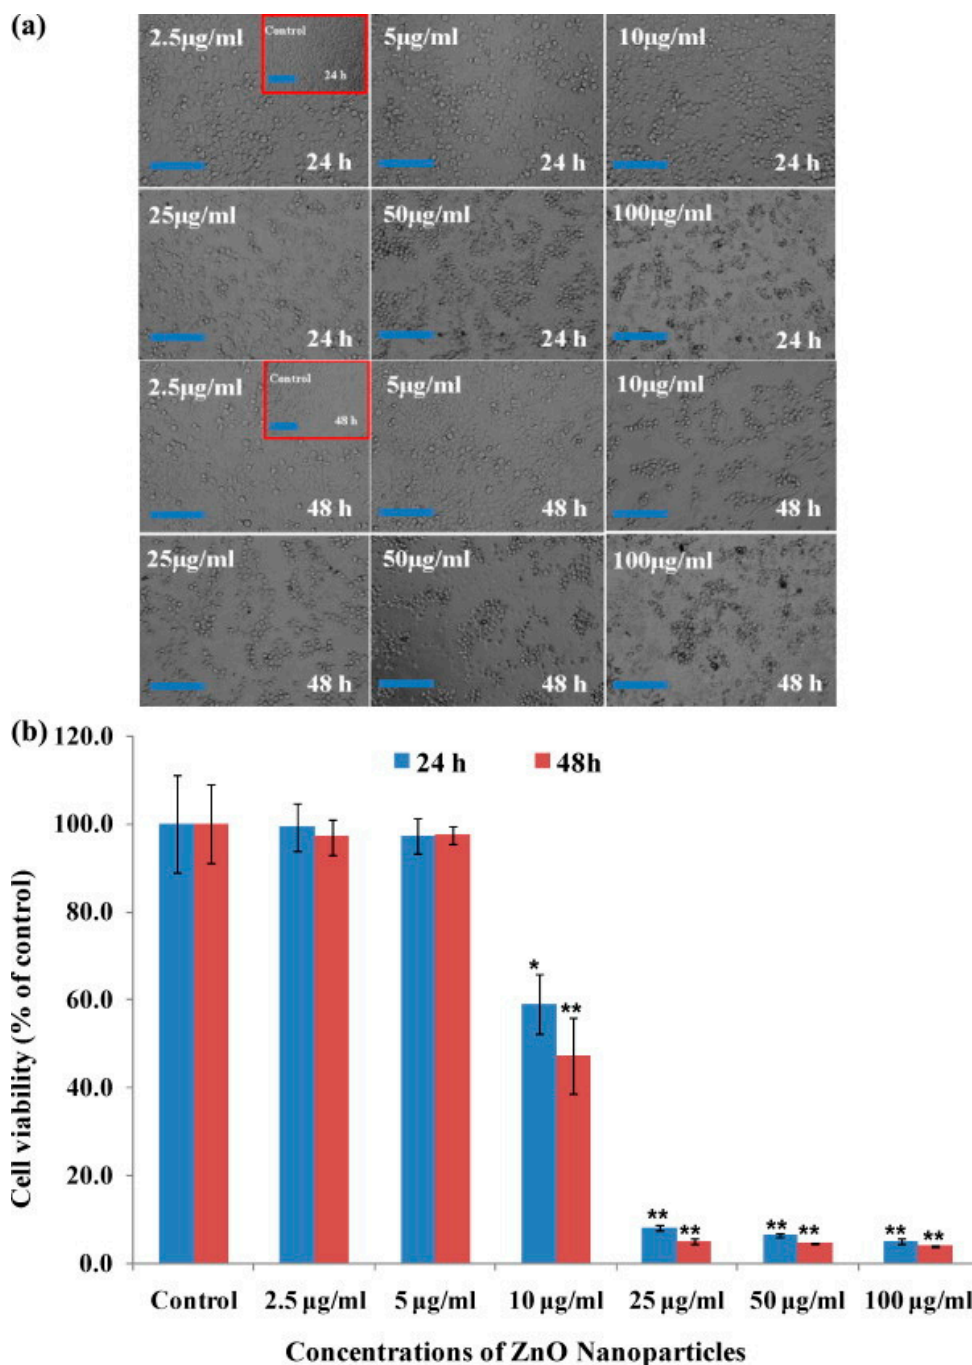 (a)
2.5μg/ml
Control
24 h
24 h
5μg/ml
24 h
10μg/ml
24 h
25μg/ml
24 h
50μg/ml
24 h
100μg/ml
24 h
2.5μg/ml
Control
48 h
48 h
5μg/ml
48 h
10μg/ml
48 h
25μg/ml
48 h
50μg/ml
48 h
100μg/ml
48 h
(b)
24 h
48h
120.0
100.0
80.0
60.0
40.0
20.0
0.0
Cell viability (% of control)
*
**
**
**
**
**
**
**
Control
2.5 μg/ml
5 μg/ml
10 μg/ml
25 μg/ml
50 μg/ml
100 μg/ml
Concentrations of ZnO Nanoparticles